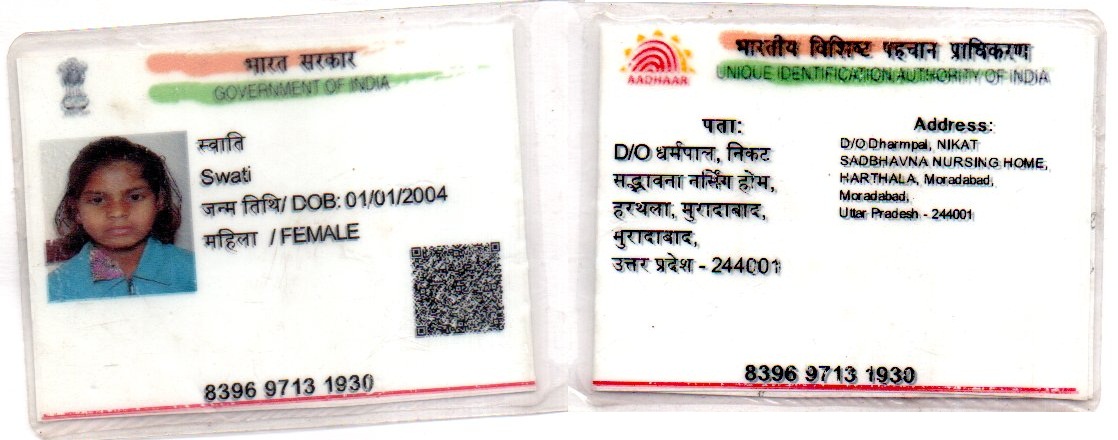 भारत सरकार
GOVERNMENT OF INDIA
स्वाति
Swati
जन्म तिथि/ DOB: 01/01/2004
महिला / FEMALE
8396 9713 1930
भारतीय विशिष्ट पहचान प्राधिकरण
UNIQUE IDENTIFICATION AUTHORITY OF INDIA
AADHAAR
पता:
D/O धर्मपाल, निकट
सद्भावना नर्सिंग होम,
हरथला, मुरादाबाद,
मुरादाबाद,
उत्तर प्रदेश - 244001
Address:
D/O Dharmpal, NIKAT
SADBHAVNA NURSING HOME,
HARTHALA, Moradabad,
Moradabad,
Uttar Pradesh - 244001
8396 9713 1930